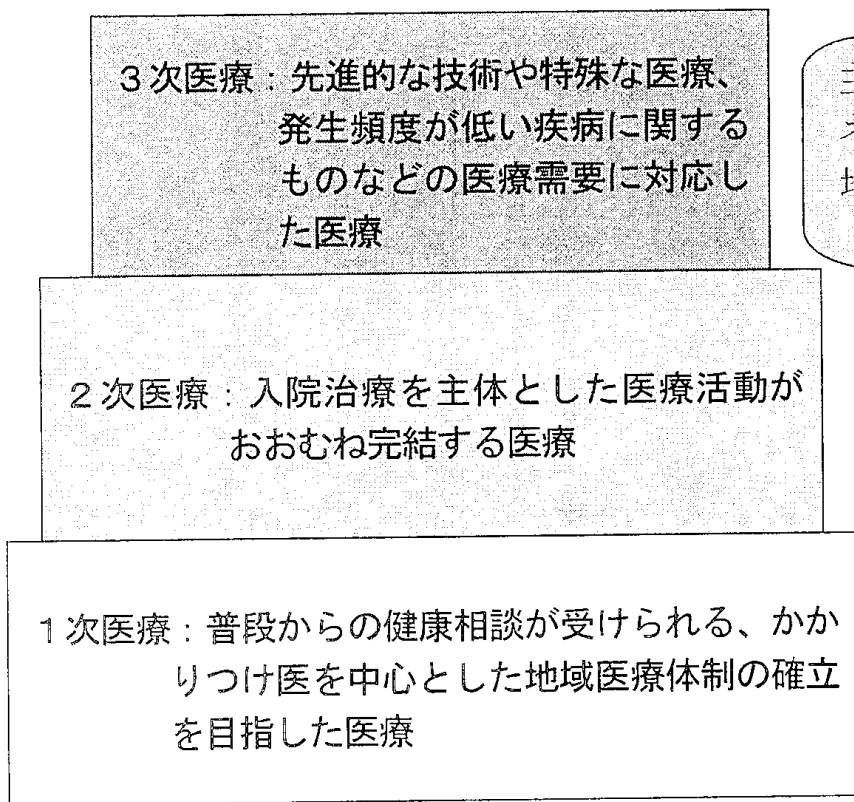 3次医療：先進的な技術や特殊な医療、
発生頻度が低い疾病に関する
ものなどの医療需要に対応し
た医療
2次医療：入院治療を主体とした医療活動が
おおむね完結する医療
1次医療：普段からの健康相談が受けられる、かか
りつけ医を中心とした地域医療体制の確立
を目指した医療